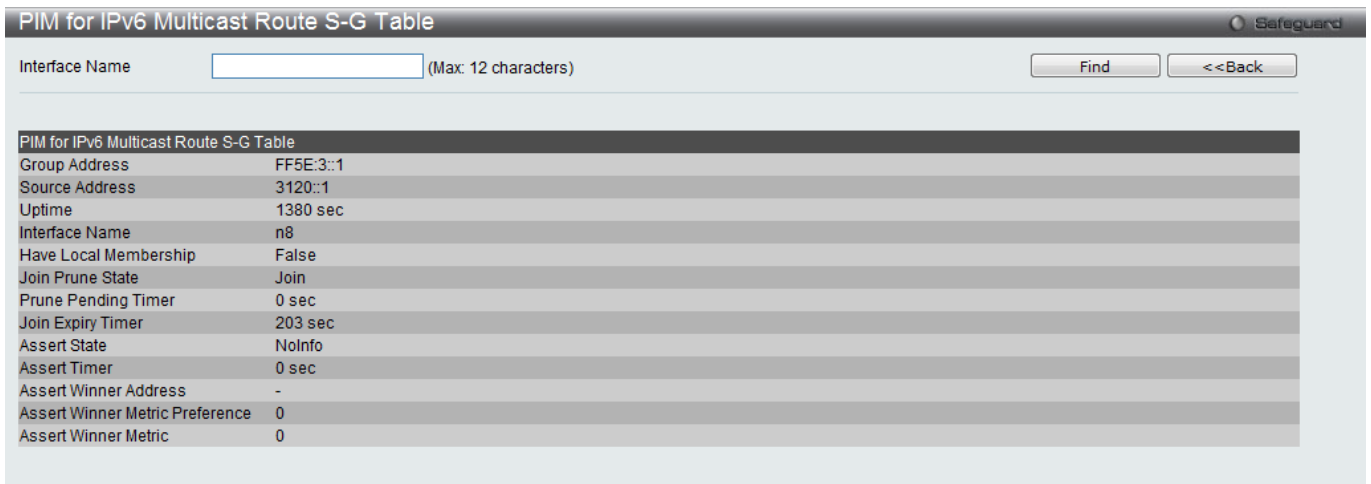 PIM for IPv6 Multicast Route S-G Table
Safeguard
Interface Name (Max: 12 characters) Find <<Back
PIM for IPv6 Multicast Route S-G Table
Group Address FF5E:3::1
Source Address 3120::1
Uptime 1380 sec
Interface Name n8
Have Local Membership False
Join Prune State Join
Prune Pending Timer 0 sec
Join Expiry Timer 203 sec
Assert State NoInfo
Assert Timer 0 sec
Assert Winner Address -
Assert Winner Metric Preference 0
Assert Winner Metric 0